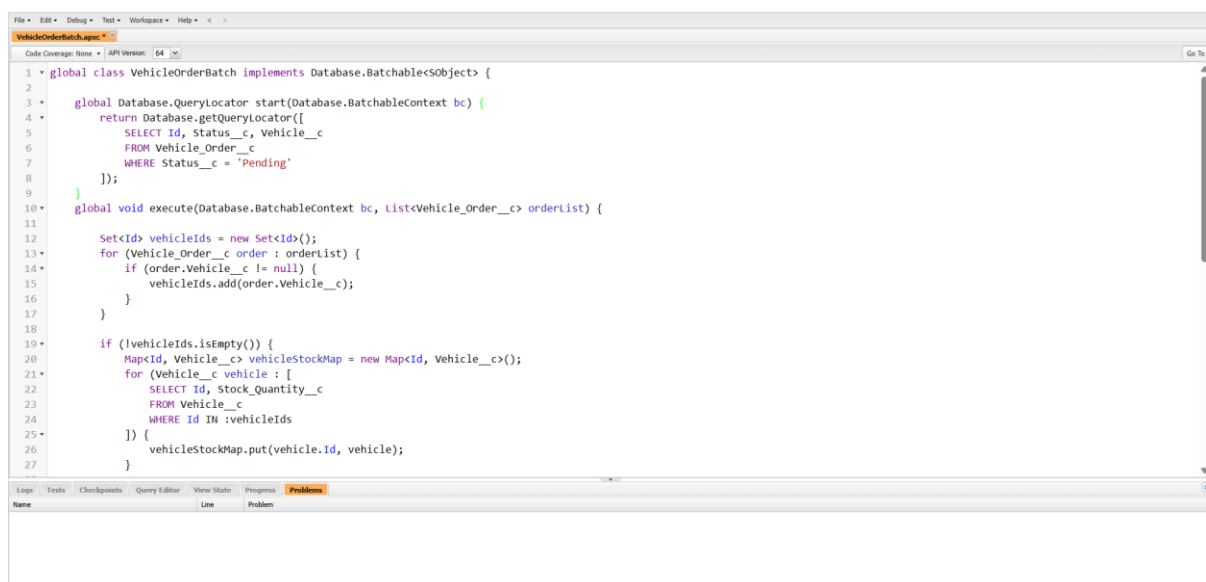 File • Edit • Debug • Test • Workspace • Help • < >
VehicleOrderBatch.apxc *
Code Coverage: None • API Version: 64 Go To
1 global class VehicleOrderBatch implements Database.Batchable<SObject> {
2
3 global Database.QueryLocator start(Database.BatchableContext bc) {
4 return Database.getQueryLocator([
5 SELECT Id, Status__c, Vehicle__c
6 FROM Vehicle_Order__c
7 WHERE Status__c = 'Pending'
8 ]);
9 }
10 global void execute(Database.BatchableContext bc, List<Vehicle_Order__c> orderList) {
11
12 Set<Id> vehicleIds = new Set<Id>();
13 for (Vehicle_Order__c order : orderList) {
14 if (order.Vehicle__c != null) {
15 vehicleIds.add(order.Vehicle__c);
16 }
17 }
18
19 if (!vehicleIds.isEmpty()) {
20 Map<Id, Vehicle__c> vehicleStockMap = new Map<Id, Vehicle__c>();
21 for (Vehicle__c vehicle : [
22 SELECT Id, Stock_Quantity__c
23 FROM Vehicle__c
24 WHERE Id IN :vehicleIds
25 ]) {
26 vehicleStockMap.put(vehicle.Id, vehicle);
27 }
Logs Tests Checkpoints Query Editor View State Progress Problems
Name Line Problem